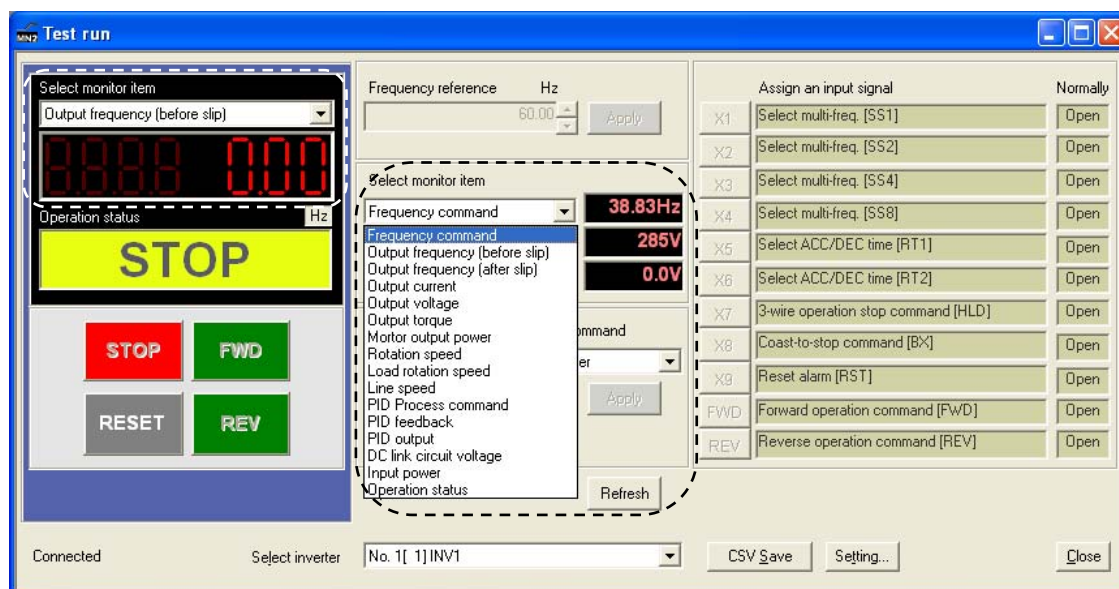 MN2 Test run
Select monitor item
Output frequency (before slip)
8.8.8.8 0.00
Operation status
Hz
STOP
STOP
FWD
RESET
REV
Frequency reference Hz
60.00
Apply
Select monitor item
Frequency command
38.83Hz
285V
0.0V
Frequency command
Output frequency (before slip)
Output frequency (after slip)
Output current
Output voltage
Output torque
Mortor output power
Rotation speed
Load rotation speed
Line speed
PID Process command
PID feedback
PID output
DC link circuit voltage
Input power
Operation status
mmand
er
Apply
Refresh
Assign an input signal Normally
X1 Select multi-freq. [SS1] Open
X2 Select multi-freq. [SS2] Open
X3 Select multi-freq. [SS4] Open
X4 Select multi-freq. [SS8] Open
X5 Select ACC/DEC time [RT1] Open
X6 Select ACC/DEC time [RT2] Open
X7 3-wire operation stop command [HLD] Open
X8 Coast-to-stop command [BX] Open
X9 Reset alarm [RST] Open
FWD Forward operation command [FWD] Open
REV Reverse operation command [REV] Open
Connected
Select inverter
No. 1[ 1] INV1
CSV Save
Setting...
Close